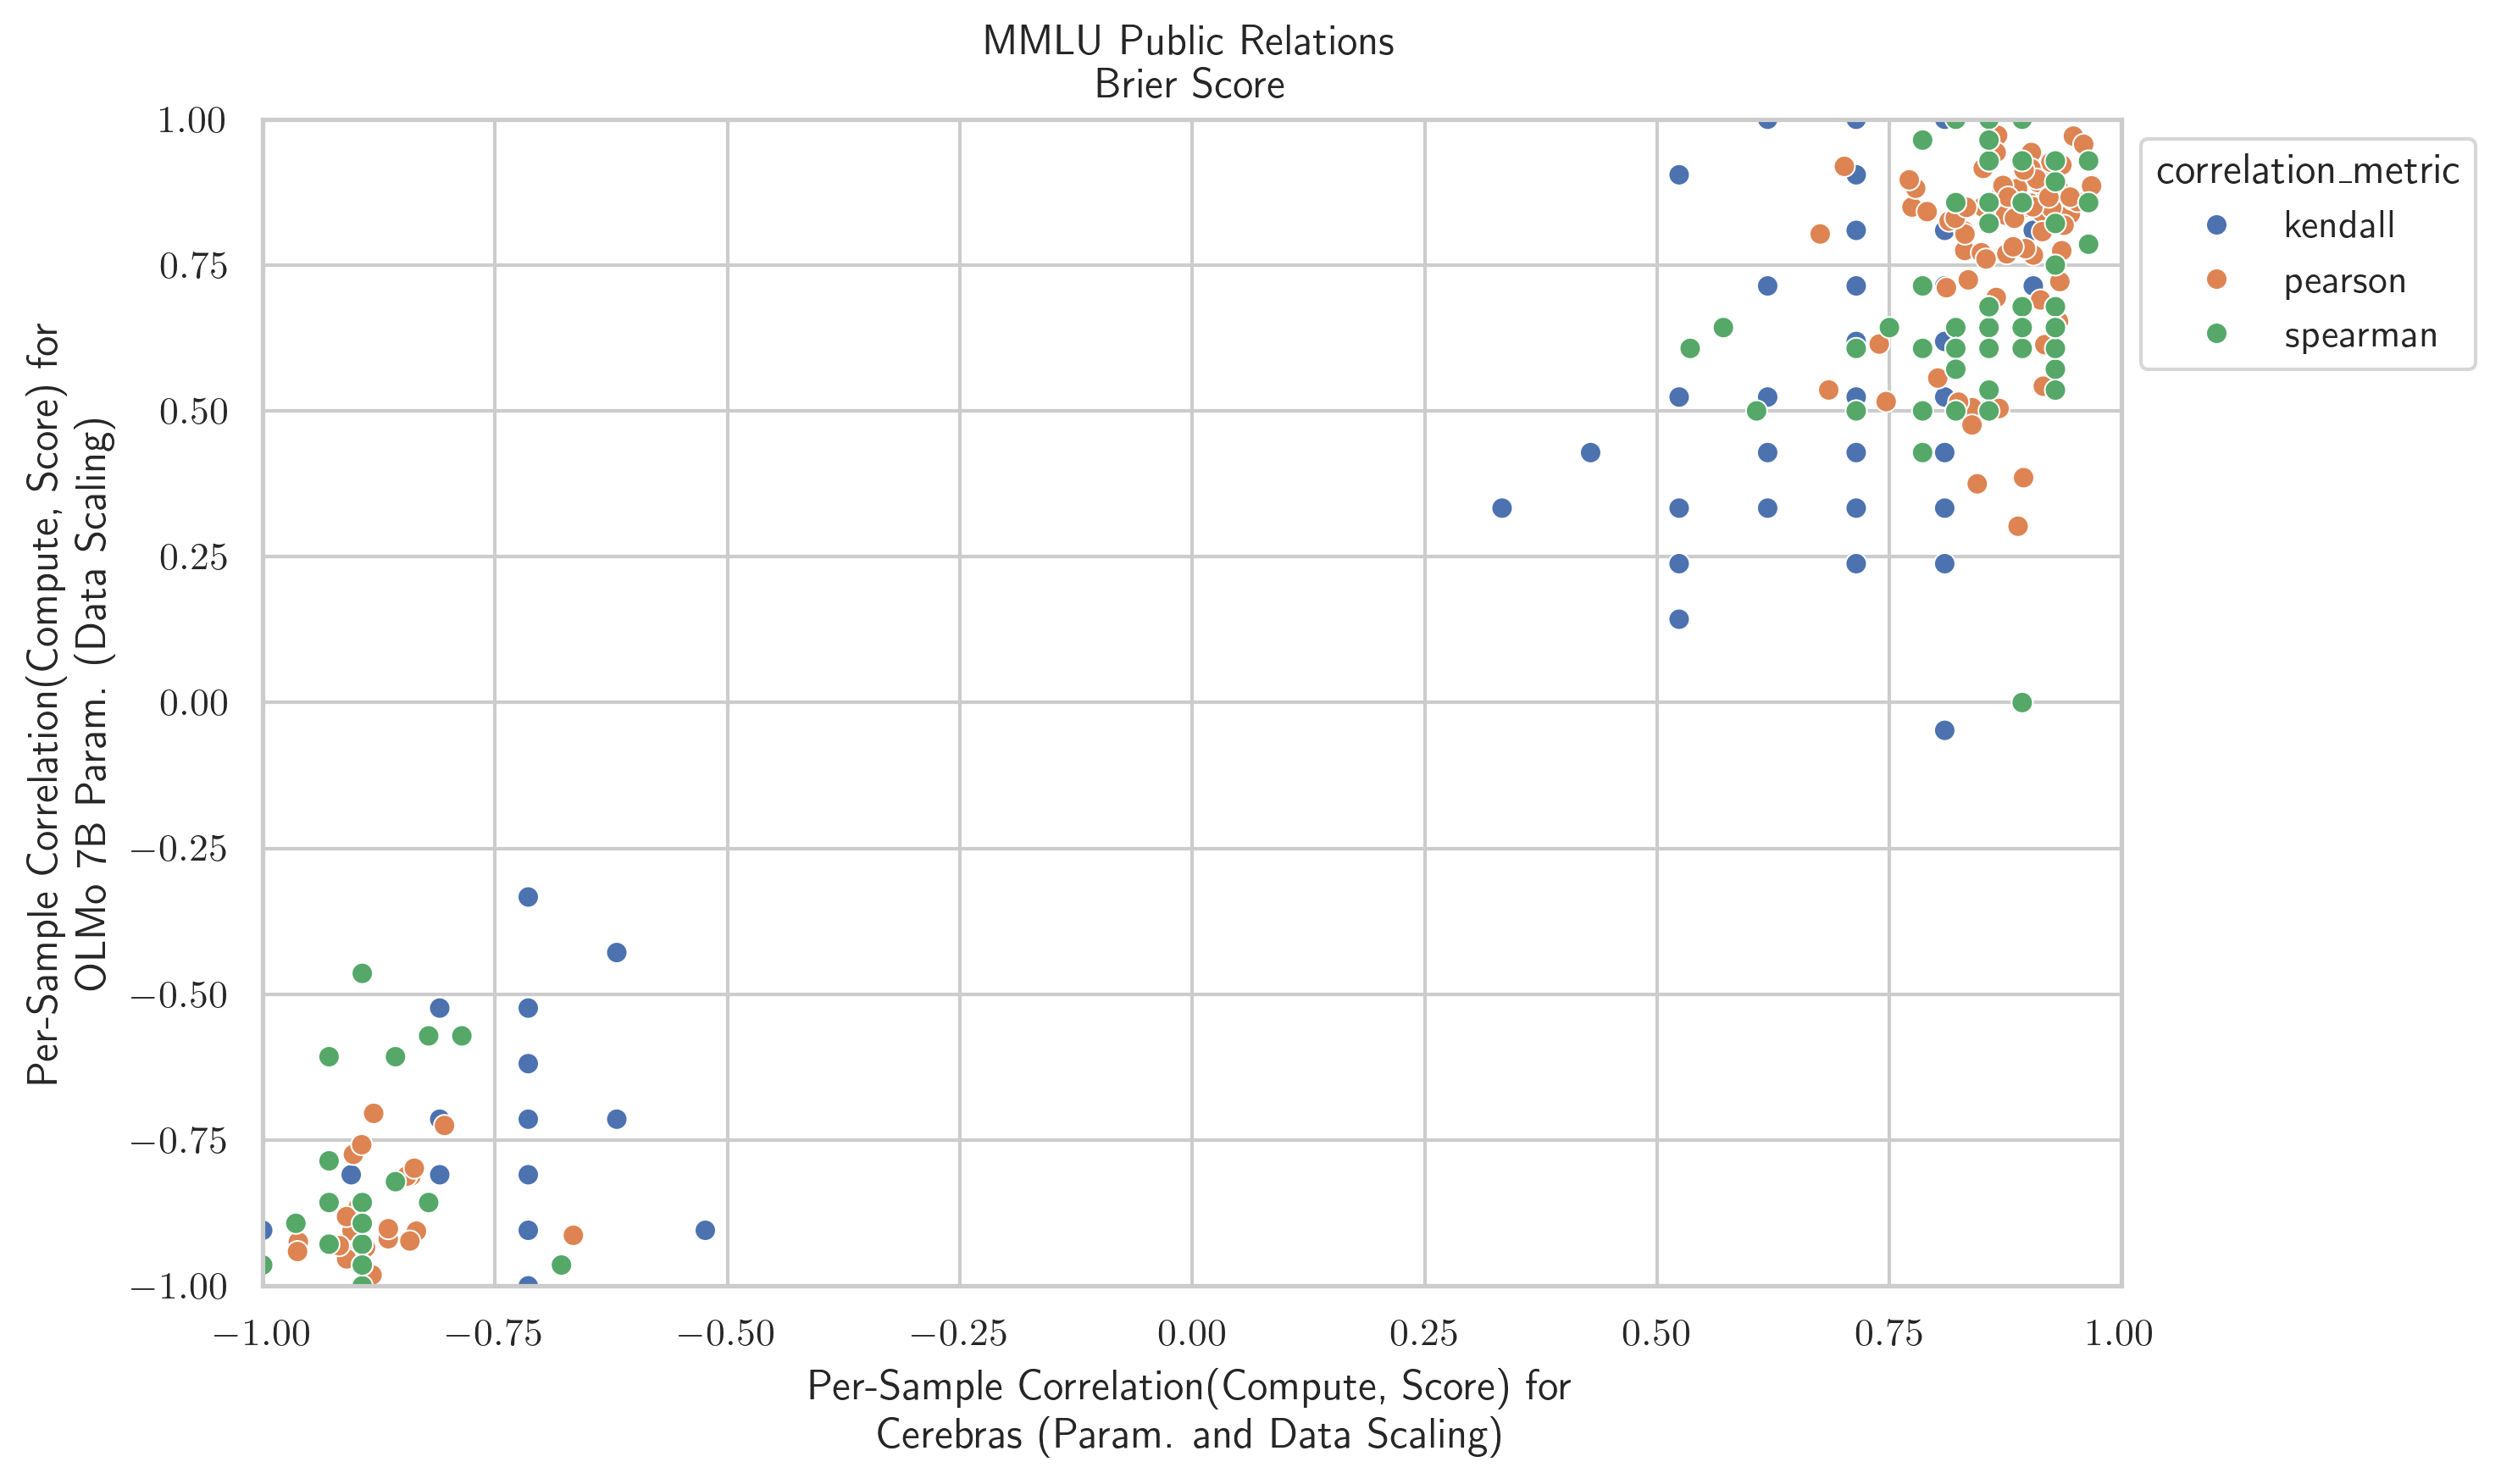 MMLU Public Relations
Brier Score
Per-Sample Correlation(Compute, Score) for
OLMo 7B Param. (Data Scaling)
1.00
0.75
0.50
0.25
0.00
−0.25
−0.50
−0.75
−1.00
−1.00 −0.75 −0.50 −0.25 0.00 0.25 0.50 0.75 1.00
Per-Sample Correlation(Compute, Score) for
Cerebras (Param. and Data Scaling)
correlation_metric
kendall
pearson
spearman